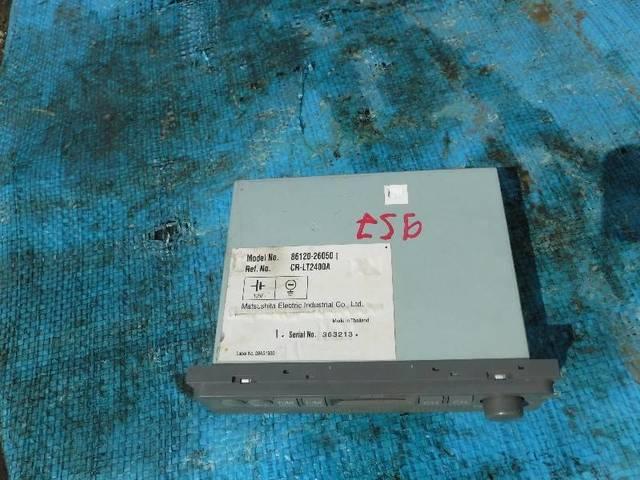 957
Model No. 86120-26050 |
Ref. No. CR-LT2400A
12V
Matsushita Electric Industrial Co., Ltd.
Made in Thailand
Serial No. 363213